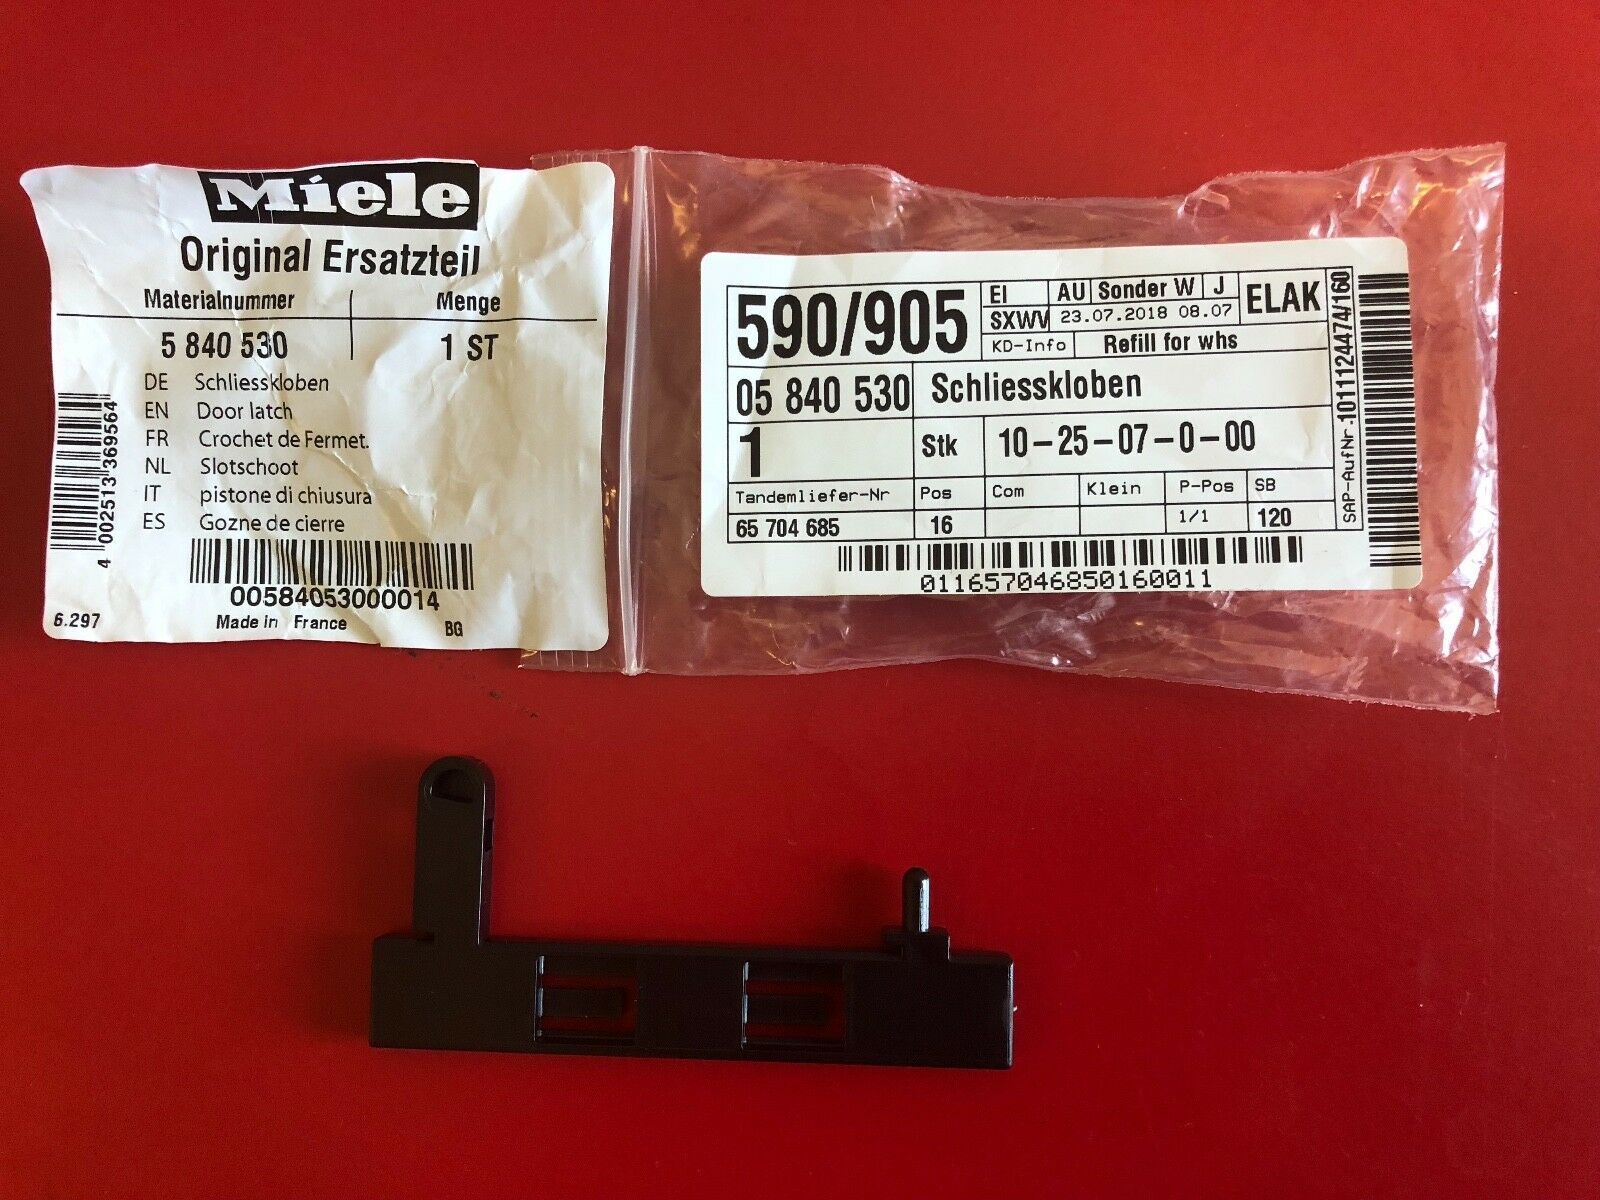 Miele
Original Ersatzteil
Materialnummer Menge
5 840 530 1 ST
DE Schliesskloben
EN Door latch
FR Crochet de Fermet.
NL Slotschoot
IT pistone di chiusura
ES Gozne de cierre
4 002513 369564
00584053000014
6.297 Made in France BG
590/905 EI AU Sonder W J ELAK
SXWV 23.07.2018 08.07
KD-Info Refill for whs
05 840 530 Schliesskloben
1 Stk 10-25-07-0-00
Tandemliefer-Nr Pos Com Klein P-Pos SB
65 704 685 16 1/1 120
011657046850160011
SAP-AufNr.1011124474/160